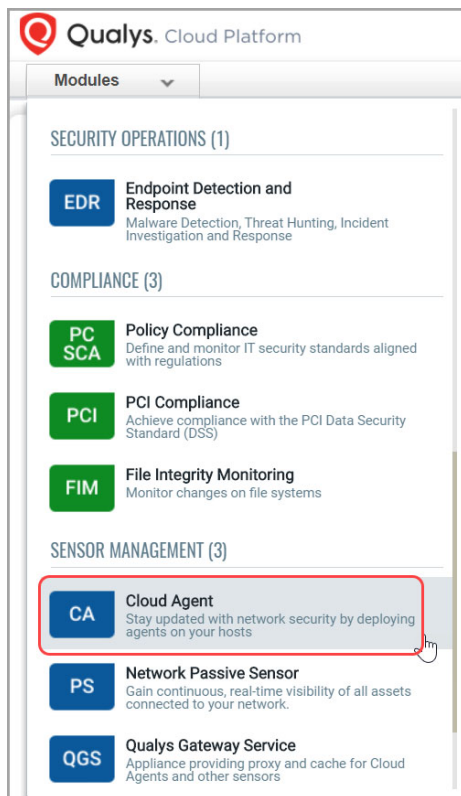 Qualys. Cloud Platform
Modules
SECURITY OPERATIONS (1)
EDR
Endpoint Detection and
Response
Malware Detection, Threat Hunting, Incident
Investigation and Response
COMPLIANCE (3)
PC
SCA
Policy Compliance
Define and monitor IT security standards aligned
with regulations
PCI
PCI Compliance
Achieve compliance with the PCI Data Security
Standard (DSS)
FIM
File Integrity Monitoring
Monitor changes on file systems
SENSOR MANAGEMENT (3)
CA
Cloud Agent
Stay updated with network security by deploying
agents on your hosts
PS
Network Passive Sensor
Gain continuous, real-time visibility of all assets
connected to your network.
QGS
Qualys Gateway Service
Appliance providing proxy and cache for Cloud
Agents and other sensors